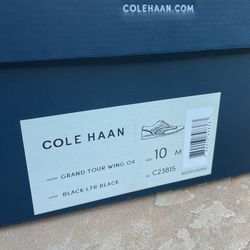 COLEHAAN.COM
COLE HAAN
GRAND TOUR WING OX
10 M
BLACK LTR BLACK
C23815